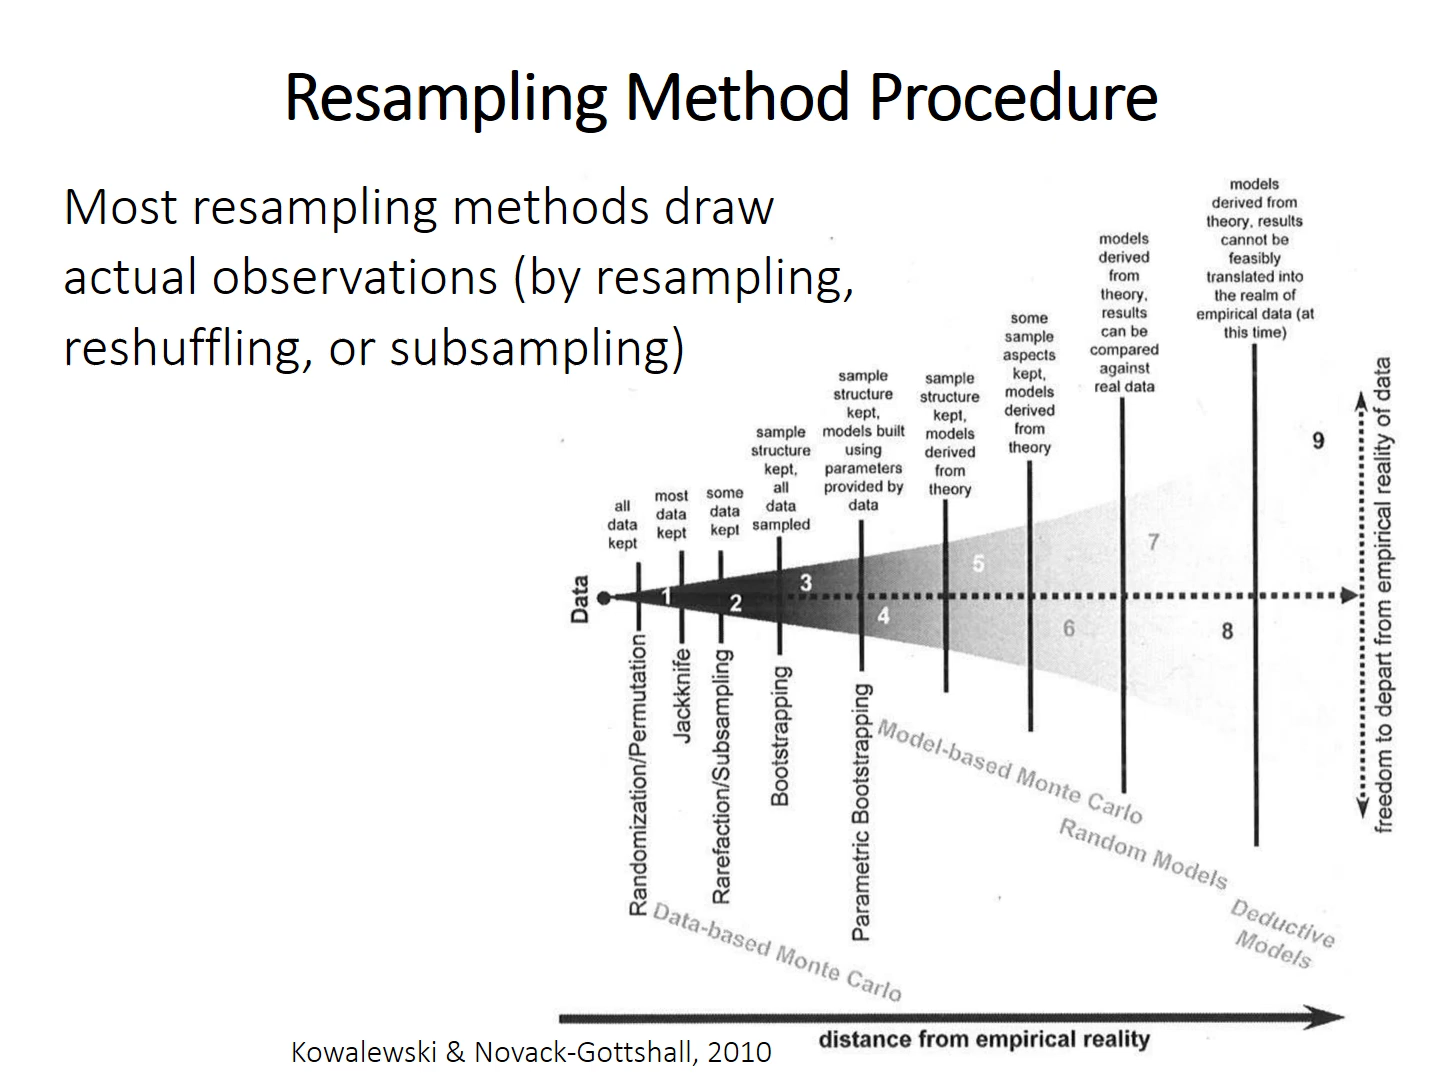 Resampling Method Procedure
Most resampling methods draw
actual observations (by resampling,
reshuffling, or subsampling)
all
data
kept
most
data
kept
some
data
kept
sample
structure
kept,
all
data
sampled
sample
structure
kept,
models built
using
parameters
provided by
data
sample
structure
kept,
models
derived
from
theory
some
sample
aspects
kept,
models
derived
from
theory
models
derived
from
theory,
results
can be
compared
against
real data
models
derived from
theory, results
cannot be
feasibly
translated into
the realm of
empirical data (at
this time)
Data
1
2
3
4
5
6
7
8
9
freedom to depart from empirical reality of data
Randomization/Permutation
Jackknife
Rarefaction/Subsampling
Bootstrapping
Parametric Bootstrapping
Data-based Monte Carlo
Model-based Monte Carlo
Random Models
Deductive
Models
distance from empirical reality
Kowalewski & Novack-Gottshall, 2010